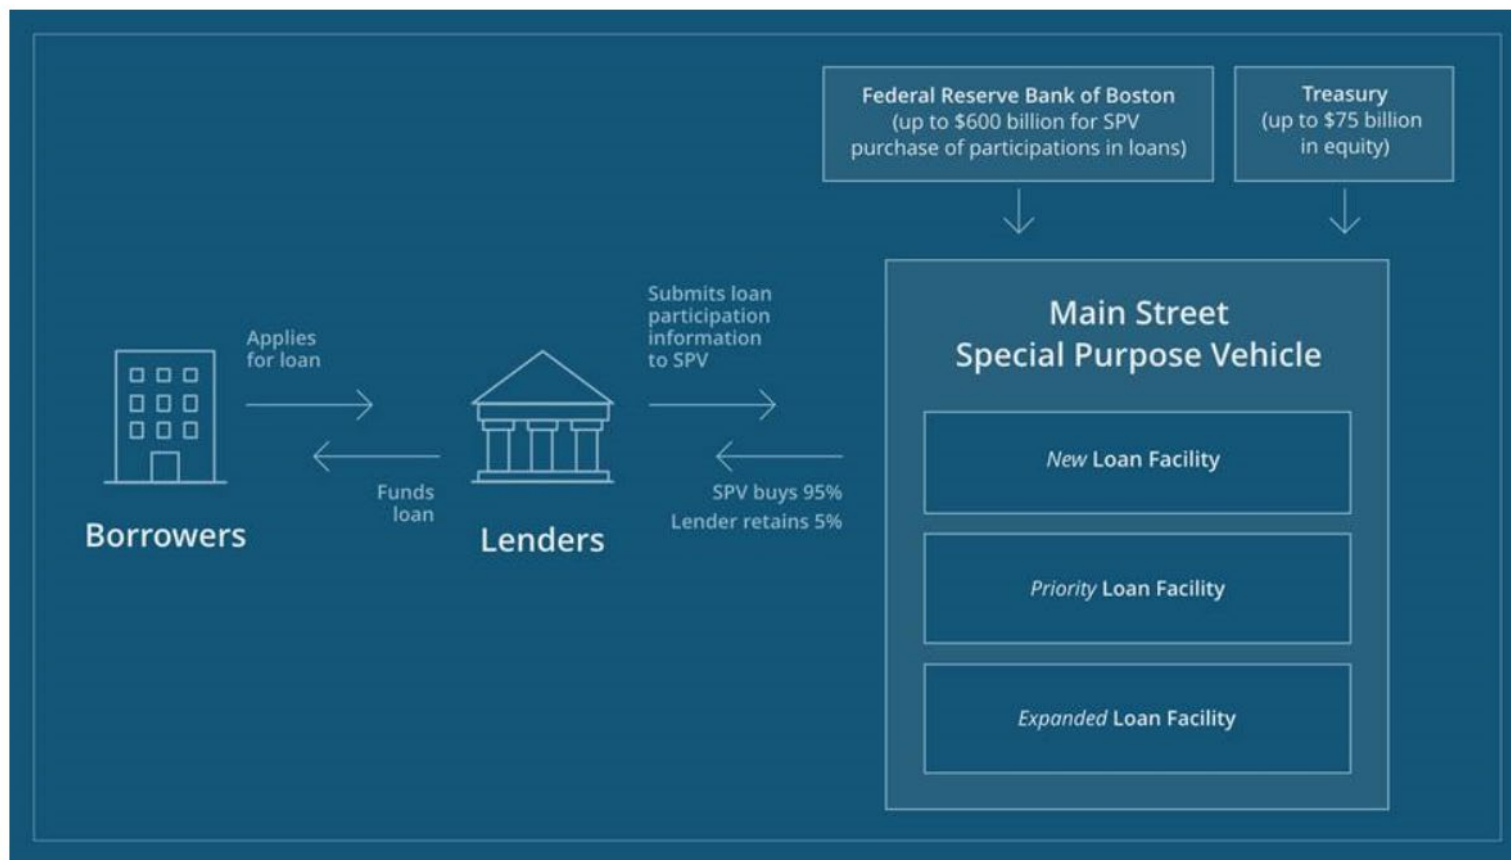 Federal Reserve Bank of Boston
(up to $600 billion for SPV
purchase of participations in loans)
Treasury
(up to $75 billion
in equity)
Applies
for loan
Funds
loan
Borrowers
Submits loan
participation
information
to SPV
SPV buys 95%
Lender retains 5%
Lenders
Main Street
Special Purpose Vehicle
New Loan Facility
Priority Loan Facility
Expanded Loan Facility